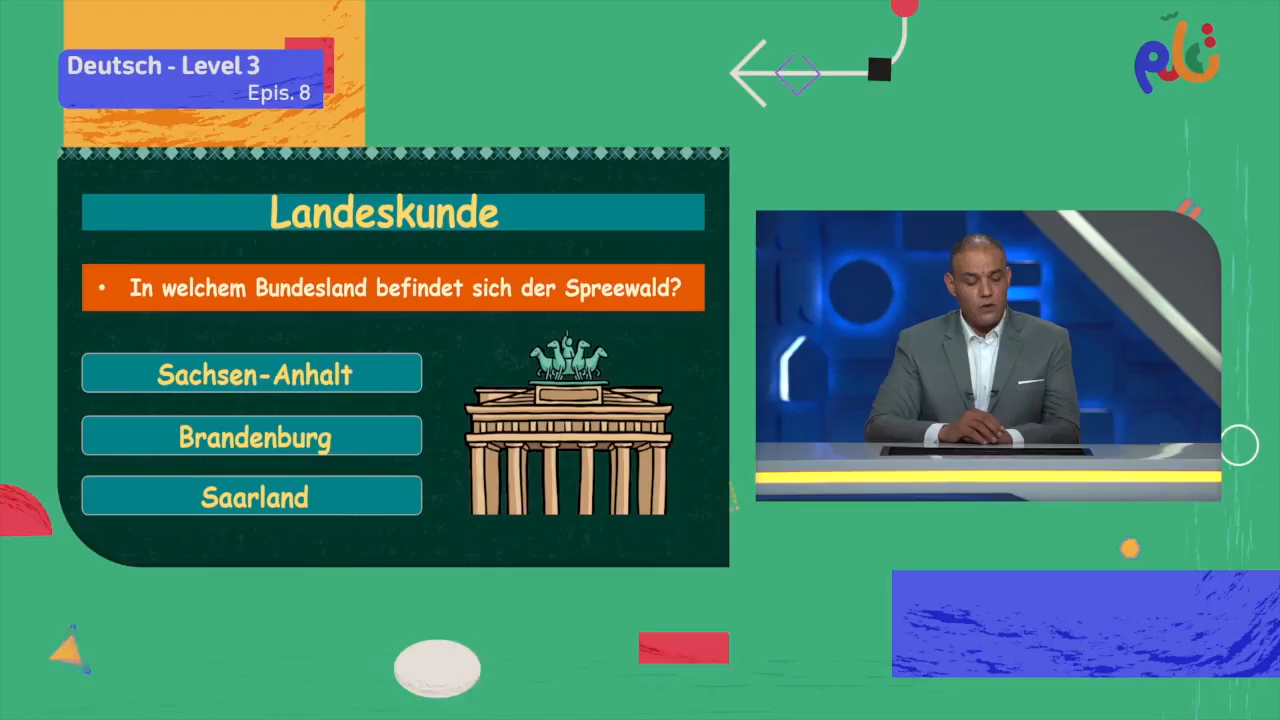 Deutsch - Level 3
Epis. 8
Landeskunde
• In welchem Bundesland befindet sich der Spreewald?
Sachsen-Anhalt
Brandenburg
Saarland